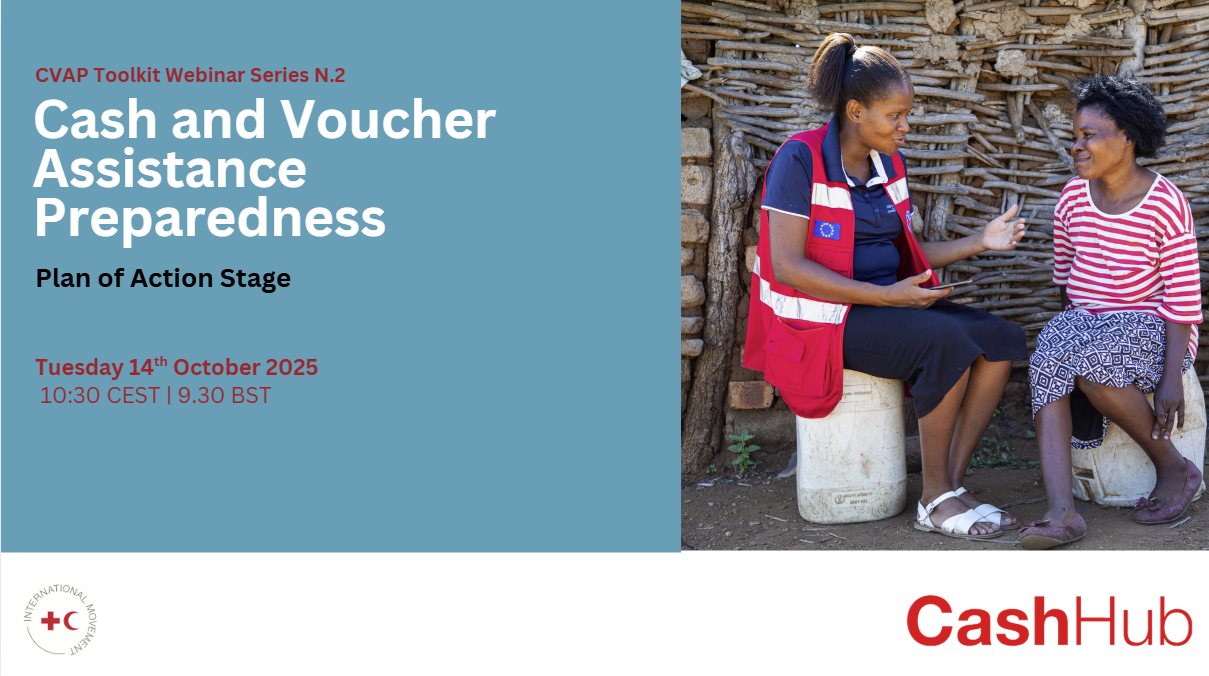 CVAP Toolkit Webinar Series N.2
Cash and Voucher
Assistance
Preparedness
Plan of Action Stage
Tuesday 14th October 2025
10:30 CEST | 9.30 BST
INTERNATIONAL MOVEMENT
CashHub